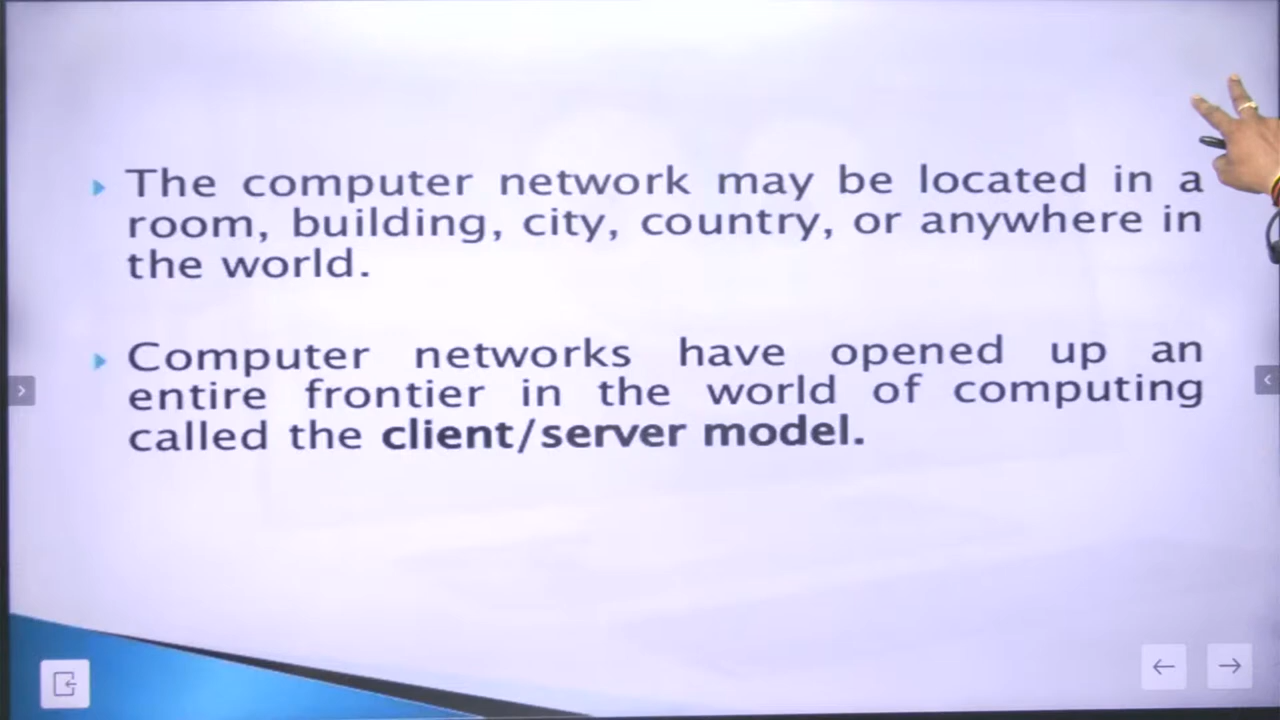 The computer network may be located in a
room, building, city, country, or anywhere in
the world.
Computer networks have opened up an
entire frontier in the world of computing
called the client/server model.